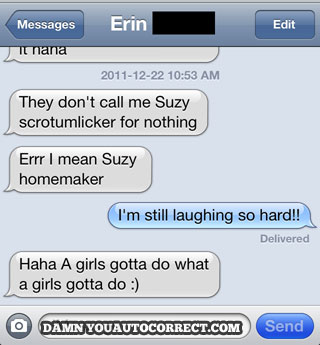 Messages
Erin
Edit
it haha
2011-12-22 10:53 AM
They don't call me Suzy
scrotumlicker for nothing
Errr I mean Suzy
homemaker
I'm still laughing so hard!!
Delivered
Haha A girls gotta do what
a girls gotta do :)
DAMNYOUAUTOCORRECT.COM
Send